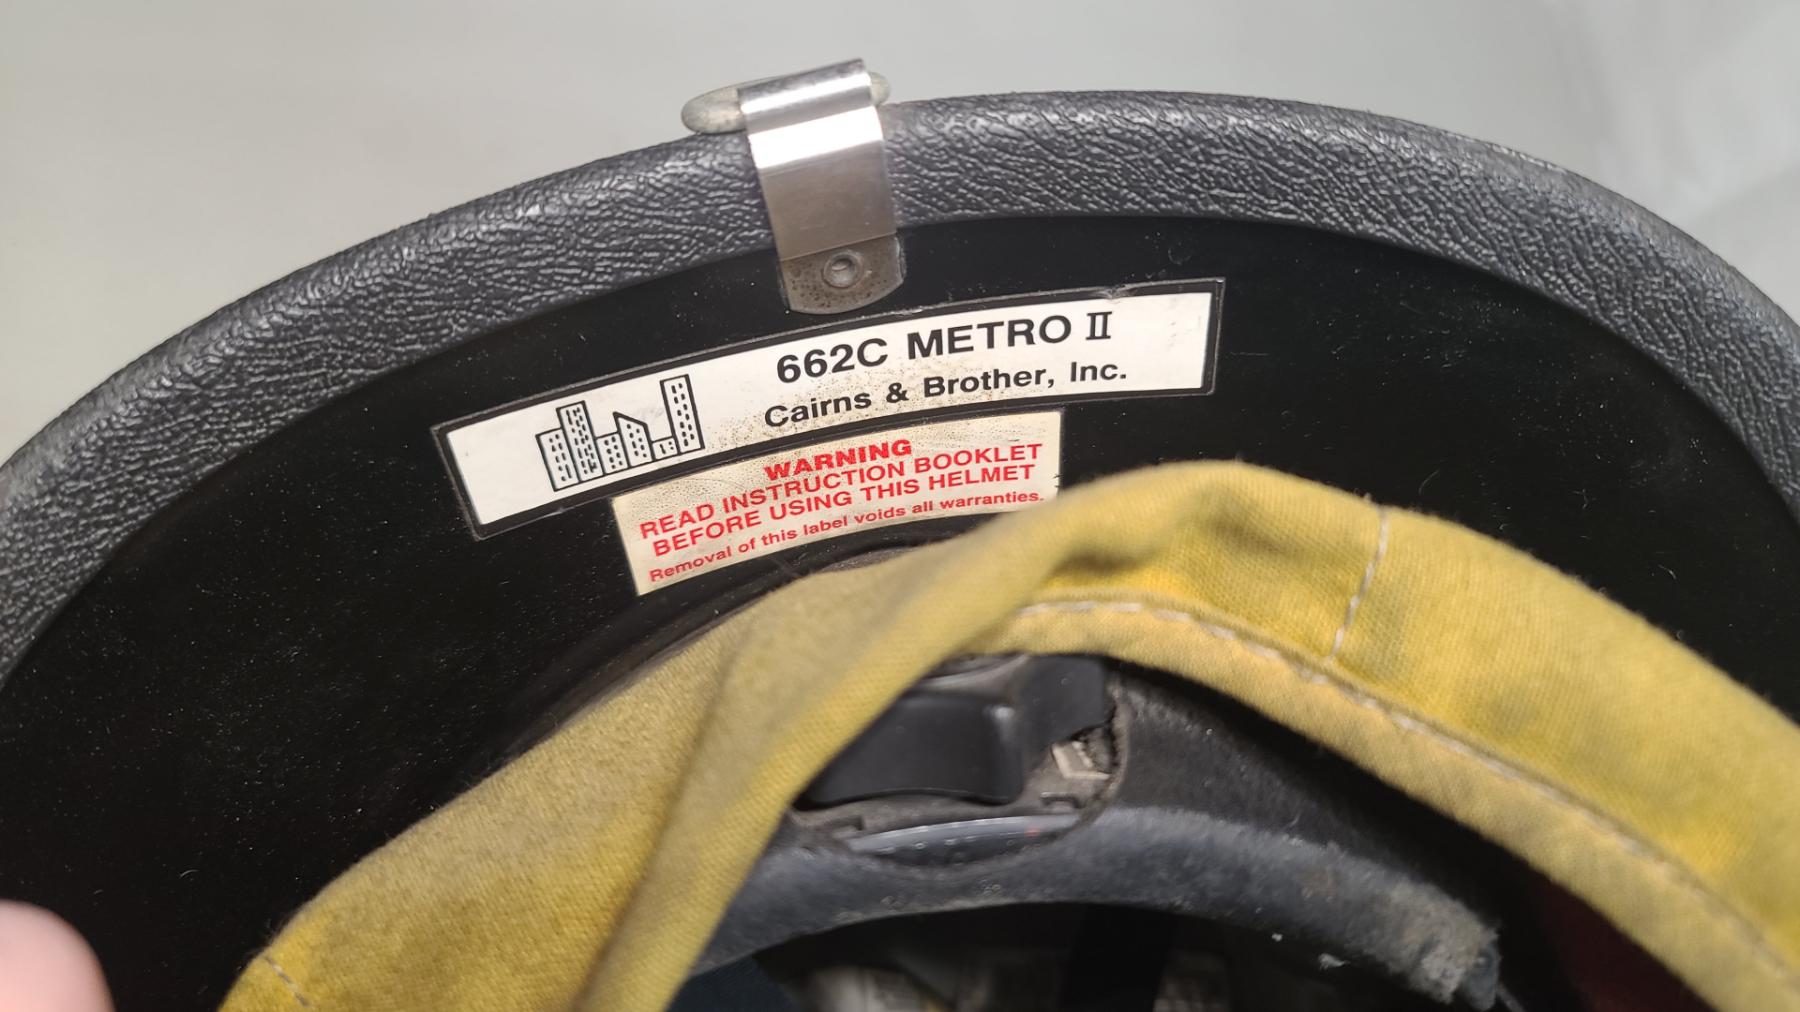 662C METRO II
Cairns & Brother, Inc.
WARNING
READ INSTRUCTION BOOKLET
BEFORE USING THIS HELMET
Removal of this label voids all warranties.